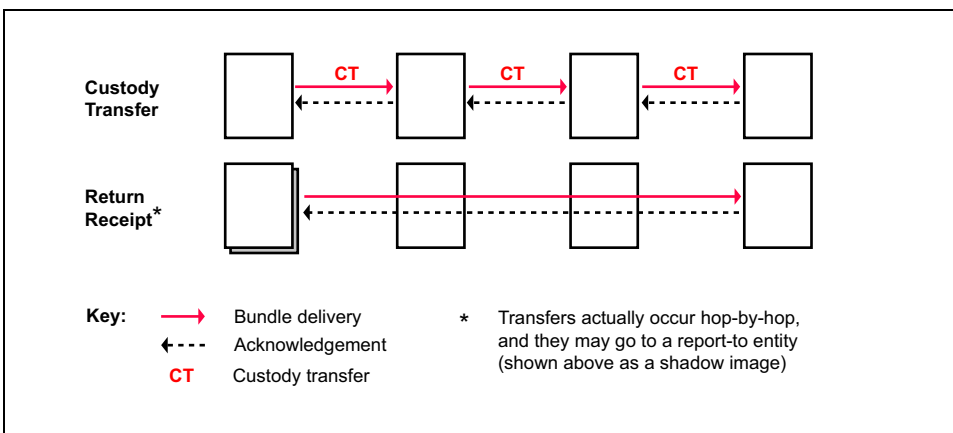 CT CT CT
Custody
Transfer
Return
Receipt*
Key:
Bundle delivery
Acknowledgement
CT Custody transfer
* Transfers actually occur hop-by-hop,
and they may go to a report-to entity
(shown above as a shadow image)